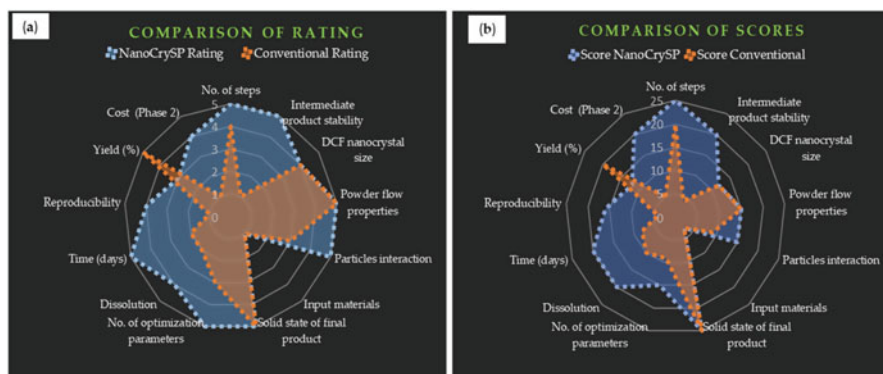 (a)
COMPARISON OF RATING
NanoCrySP Rating Conventional Rating
No. of steps
Intermediate
product stability
DCF nanocrystal
size
Powder flow
properties
Particles interaction
Input materials
Solid state of final
product
No. of optimization
parameters
Dissolution
Time (days)
Reproducibility
Yield (%)
Cost (Phase 2)
5
4
3
2
1
0
(b)
COMPARISON OF SCORES
Score NanoCrySP Score Conventional
No. of steps
Intermediate
product stability
DCF nanocrystal
size
Powder flow
properties
Particles interaction
Input materials
Solid state of final
product
No. of optimization
parameters
Dissolution
Time (days)
Reproducibility
Yield (%)
Cost (Phase 2)
25
20
15
10
5
0